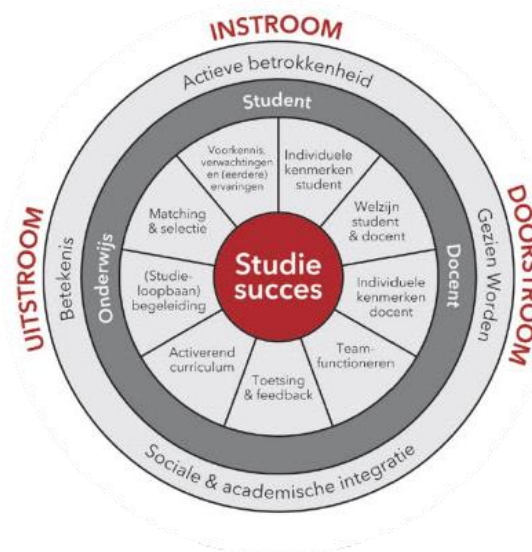 INSTROOM
Actieve betrokkenheid
Student
Voorkennis,
verwachtingen
en (eerdere)
ervaringen
Individuele
kenmerken
student
Matching
& selectie
Welzijn
student
& docent
UITSTROOM
Betekenis
Onderwijs
(Studie-
loopbaan)
begeleiding
Studie
succes
Individuele
kenmerken
docent
Docent
Gezien Worden
DOORSTROOM
Activerend
curriculum
Toetsing
& feedback
Team-
functioneren
Sociale & academische integratie